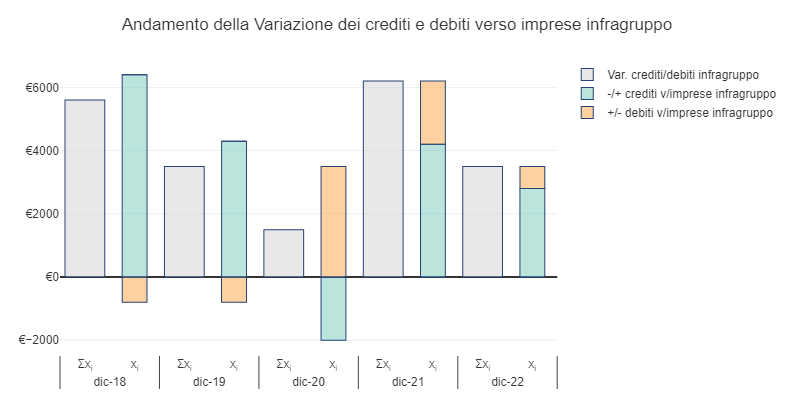 Andamento della Variazione dei crediti e debiti verso imprese infragruppo
Var. crediti/debiti infragruppo
-/+ crediti v/imprese infragruppo
+/- debiti v/imprese infragruppo
€6000
€4000
€2000
€0
€−2000
Σxᵢ xᵢ Σxᵢ xᵢ Σxᵢ xᵢ Σxᵢ xᵢ Σxᵢ xᵢ
dic-18 dic-19 dic-20 dic-21 dic-22